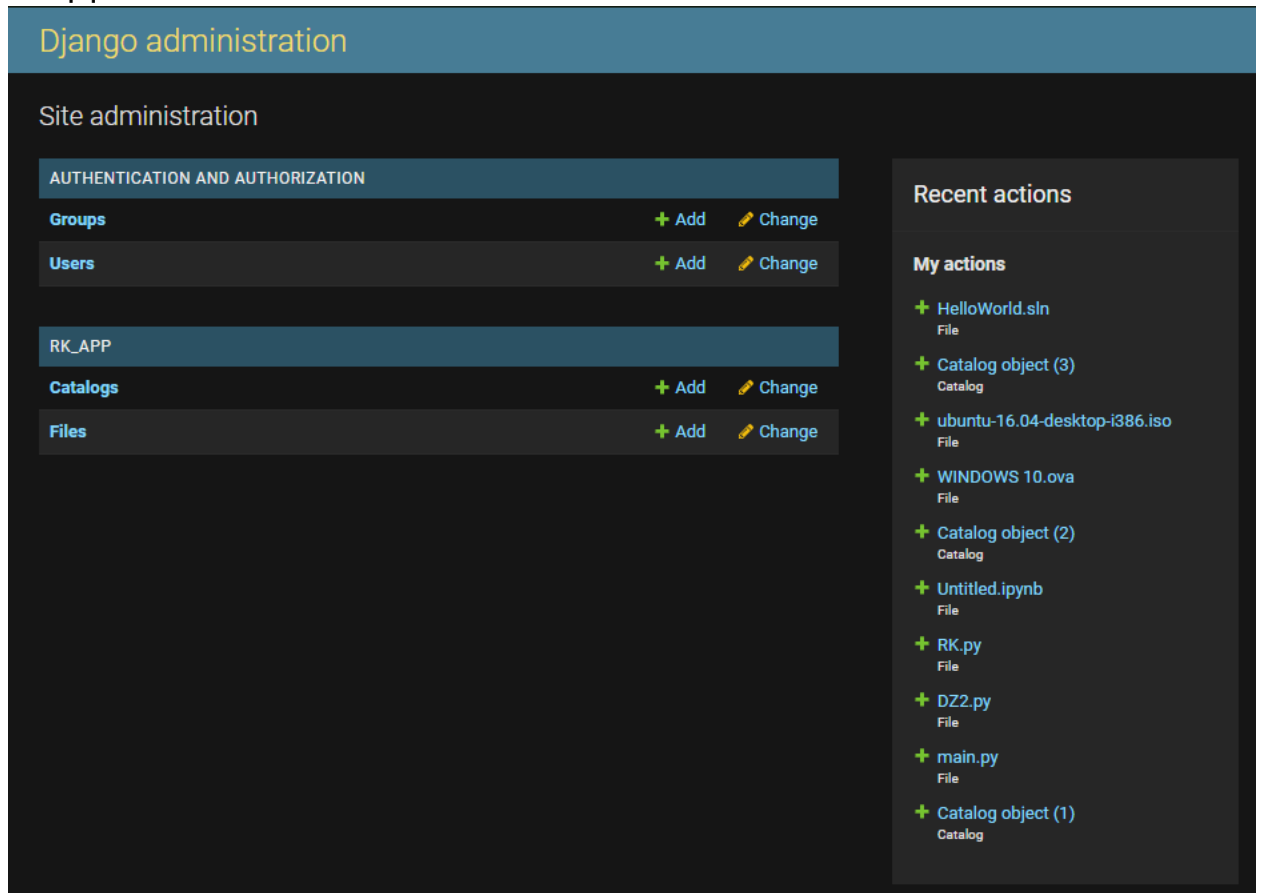 Django administration
Site administration
AUTHENTICATION AND AUTHORIZATION
Groups + Add Change
Users + Add Change
RK_APP
Catalogs + Add Change
Files + Add Change
Recent actions
My actions
+ HelloWorld.sln
File
+ Catalog object (3)
Catalog
+ ubuntu-16.04-desktop-i386.iso
File
+ WINDOWS 10.ova
File
+ Catalog object (2)
Catalog
+ Untitled.ipynb
File
+ RK.py
File
+ DZ2.py
File
+ main.py
File
+ Catalog object (1)
Catalog